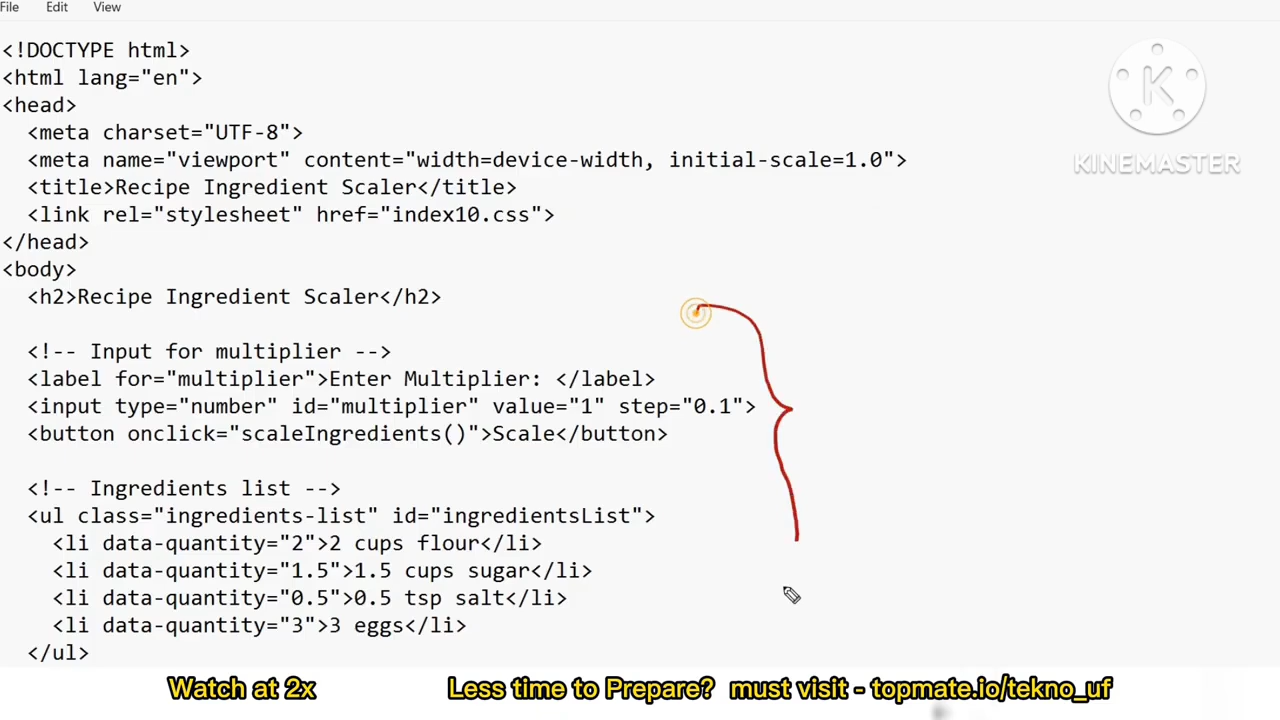 File Edit View
<!DOCTYPE html>
<html lang="en">
<head>
  <meta charset="UTF-8">
  <meta name="viewport" content="width=device-width, initial-scale=1.0">
  <title>Recipe Ingredient Scaler</title>
  <link rel="stylesheet" href="index10.css">
</head>
<body>
  <h2>Recipe Ingredient Scaler</h2>
  <!-- Input for multiplier -->
  <label for="multiplier">Enter Multiplier: </label>
  <input type="number" id="multiplier" value="1" step="0.1">
  <button onclick="scaleIngredients()">Scale</button>
  <!-- Ingredients list -->
  <ul class="ingredients-list" id="ingredientsList">
    <li data-quantity="2">2 cups flour</li>
    <li data-quantity="1.5">1.5 cups sugar</li>
    <li data-quantity="0.5">0.5 tsp salt</li>
    <li data-quantity="3">3 eggs</li>
  </ul>
K
KINEMASTER
Watch at 2x
Less time to Prepare? must visit - topmate.io/tekno_uf